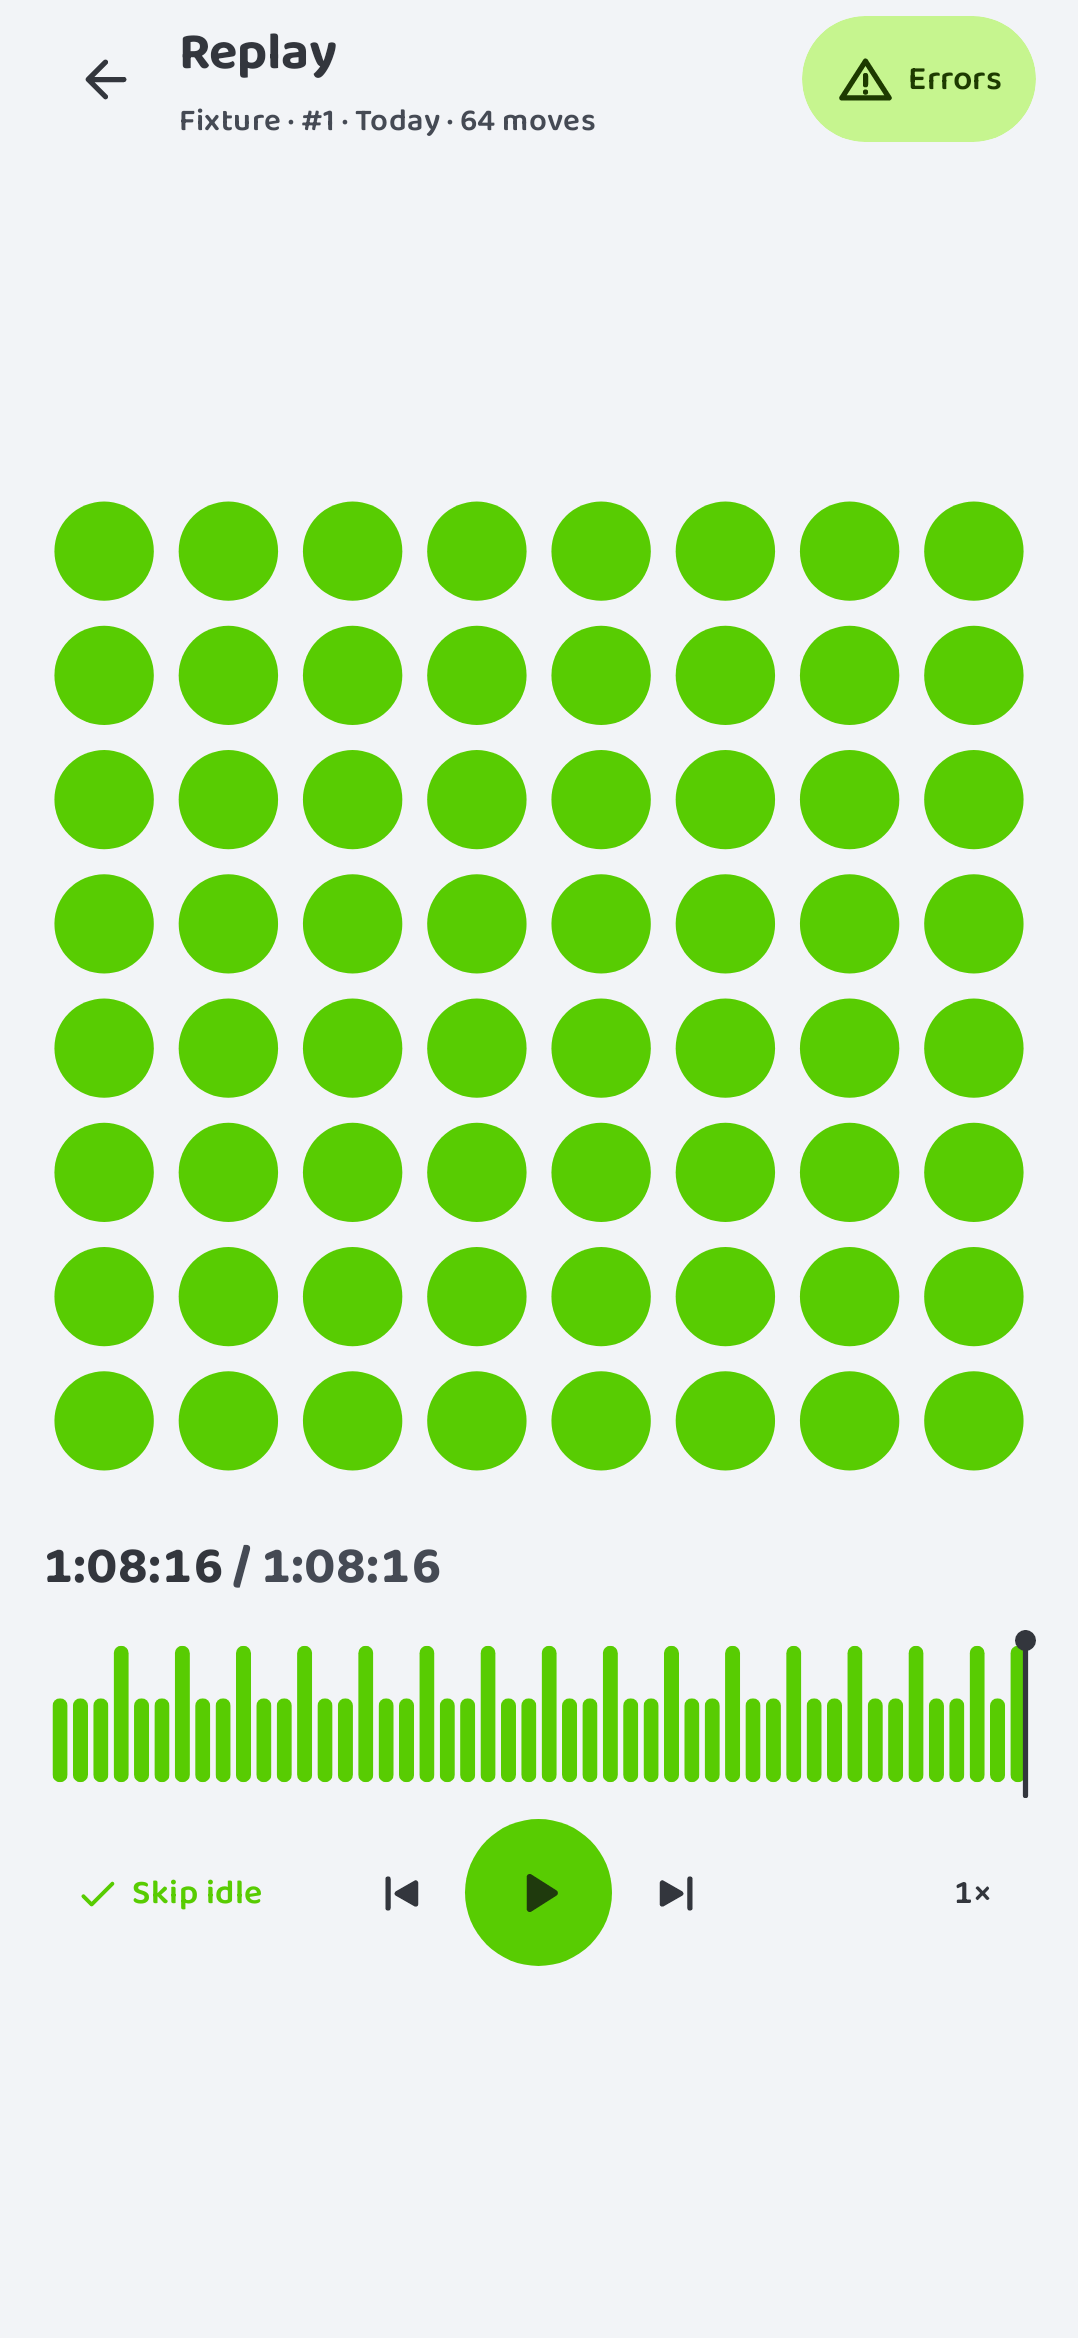 Replay
Fixture · #1 · Today · 64 moves
Errors
1:08:16 / 1:08:16
Skip idle
1×